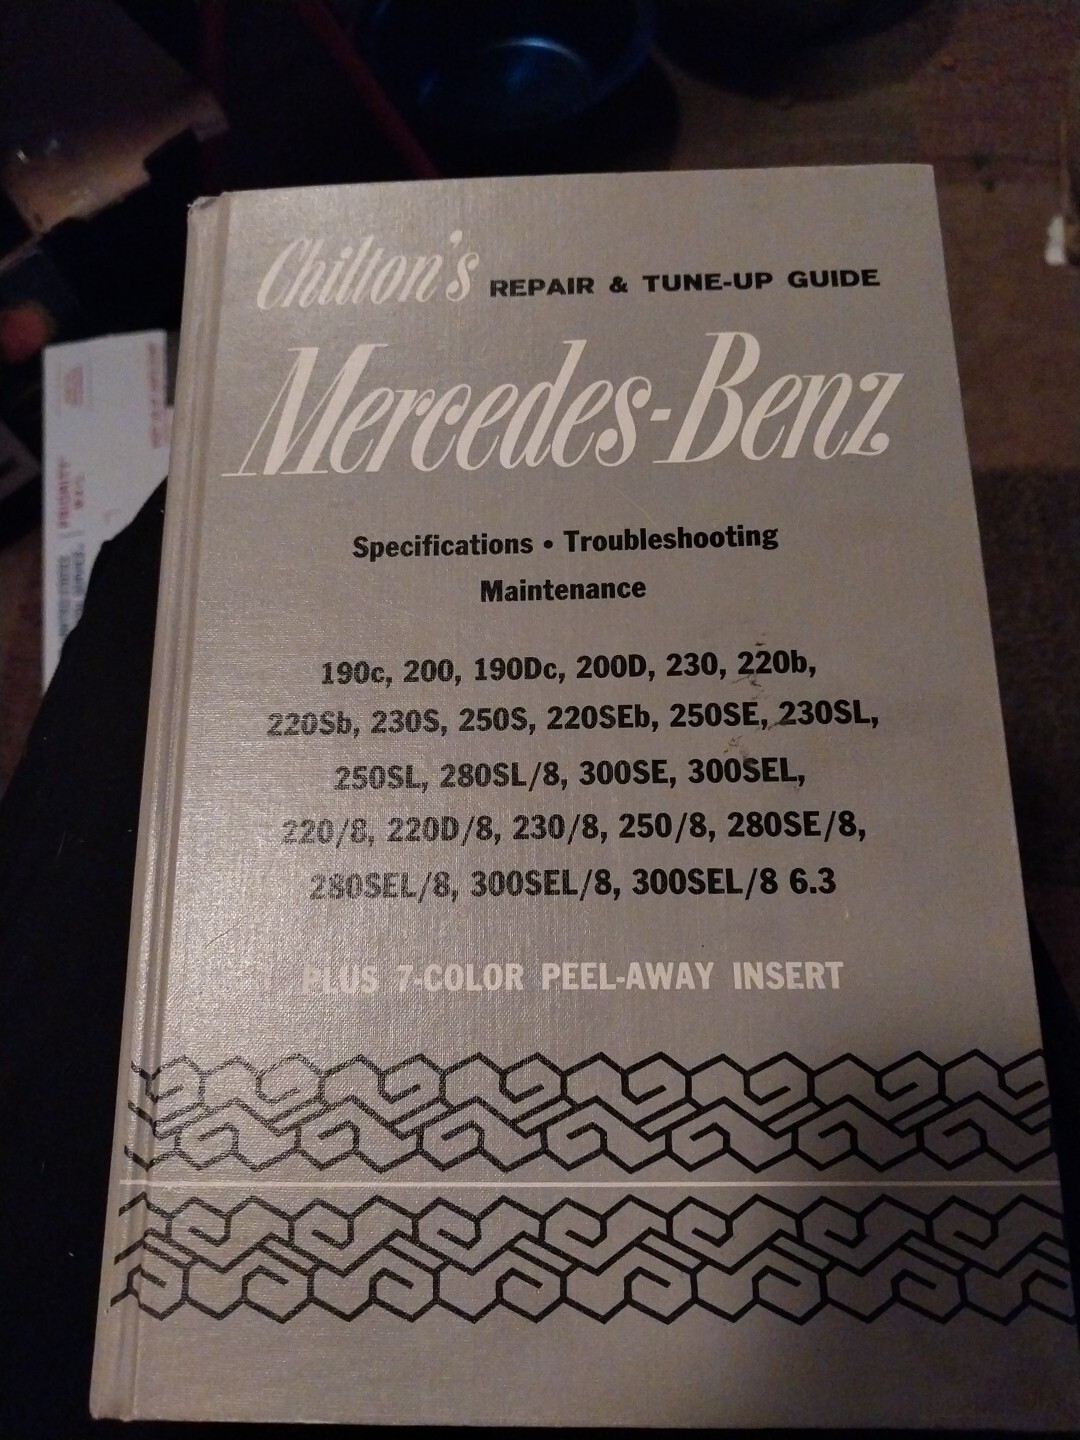 Chilton's REPAIR & TUNE-UP GUIDE
Mercedes-Benz
Specifications • Troubleshooting
Maintenance
190c, 200, 190Dc, 200D, 230, 220b,
220Sb, 230S, 250S, 220SEb, 250SE, 230SL,
250SL, 280SL/8, 300SE, 300SEL,
220/8, 220D/8, 230/8, 250/8, 280SE/8,
280SEL/8, 300SEL/8, 300SEL/8 6.3
PLUS 7-COLOR PEEL-AWAY INSERT